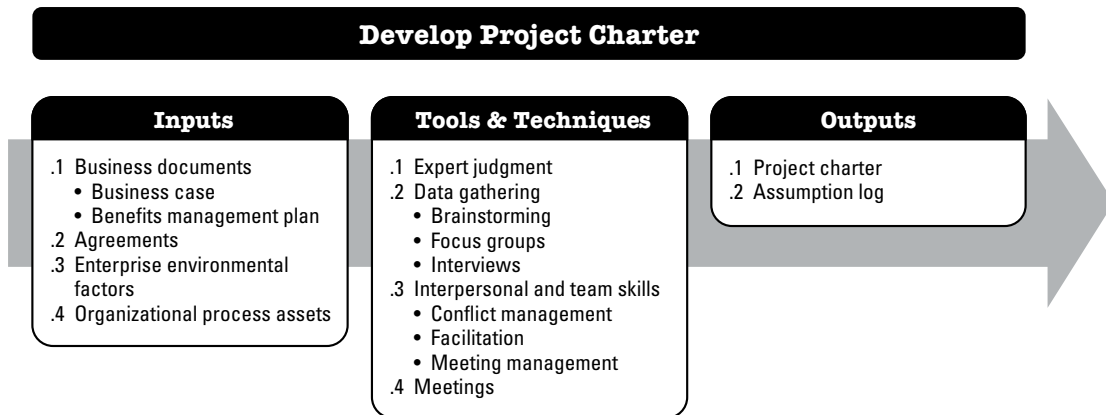 Develop Project Charter
Inputs
.1 Business documents
• Business case
• Benefits management plan
.2 Agreements
.3 Enterprise environmental
factors
.4 Organizational process assets
Tools & Techniques
.1 Expert judgment
.2 Data gathering
• Brainstorming
• Focus groups
• Interviews
.3 Interpersonal and team skills
• Conflict management
• Facilitation
• Meeting management
.4 Meetings
Outputs
.1 Project charter
.2 Assumption log